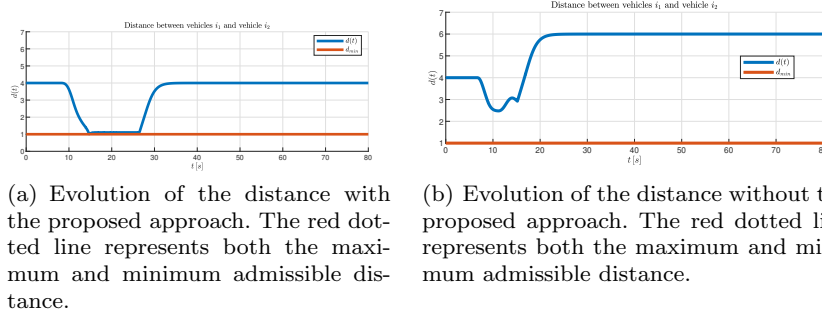 Distance between vehicles i₁ and vehicle i₂
7
6
5
4
3
2
1
0
d(t)
d(t)
d_min
0 10 20 30 40 50 60 70 80
t [s]
(a) Evolution of the distance with
the proposed approach. The red dot-
ted line represents both the maxi-
mum and minimum admissible dis-
tance.
Distance between vehicles i₁ and vehicle i₂
7
6
5
4
3
2
1
d(t)
d(t)
d_min
0 10 20 30 40 50 60 70 80
t [s]
(b) Evolution of the distance without t
proposed approach. The red dotted li
represents both the maximum and mi
mum admissible distance.